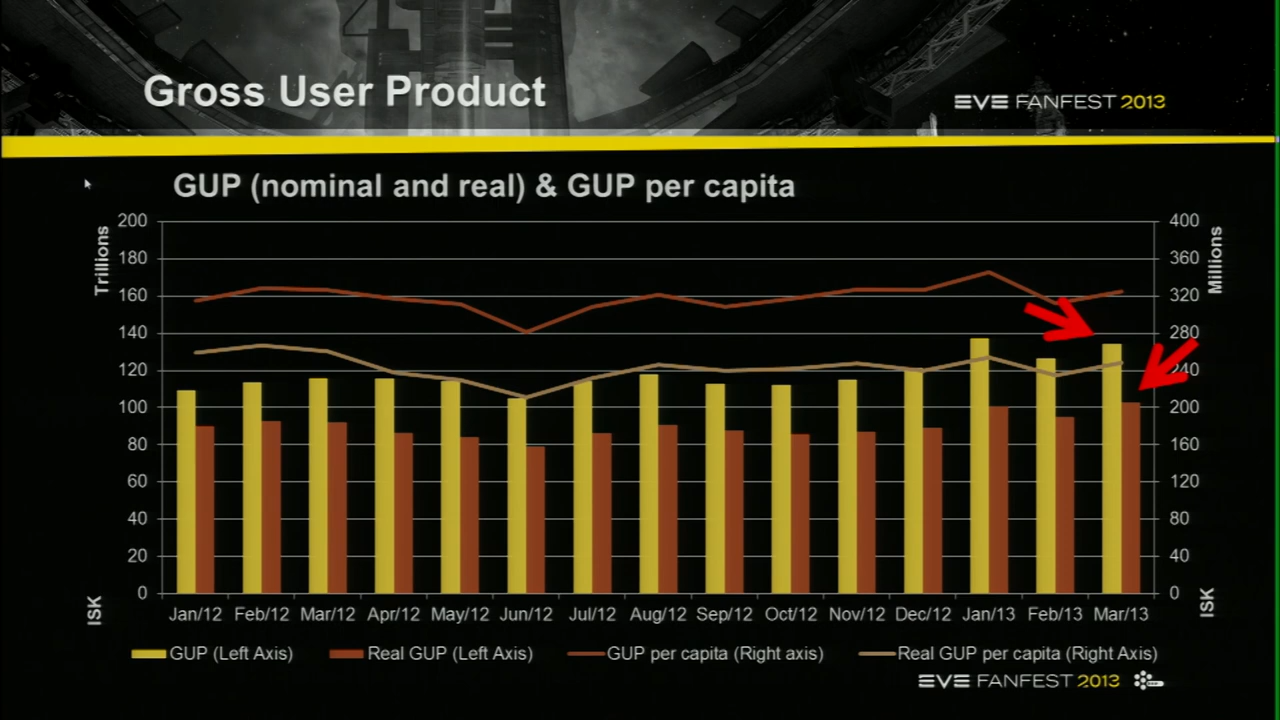 Gross User Product
EVE FANFEST 2013
GUP (nominal and real) & GUP per capita
Trillions
200
180
160
140
120
100
80
60
40
20
0
ISK
400
360
320
280
240
200
160
120
80
40
0
Millions
ISK
Jan/12 Feb/12 Mar/12 Apr/12 May/12 Jun/12 Jul/12 Aug/12 Sep/12 Oct/12 Nov/12 Dec/12 Jan/13 Feb/13 Mar/13
GUP (Left Axis) Real GUP (Left Axis) GUP per capita (Right axis) Real GUP per capita (Right Axis)
EVE FANFEST 2013